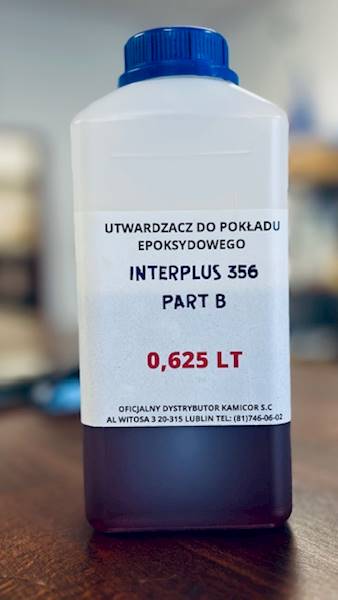 UTWARDZACZ DO POKŁADU
EPOKSYDOWEGO
INTERPLUS 356
PART B
0,625 LT
OFICJALNY DYSTRYBUTOR KAMICOR S.C
AL WITOSA 3 20-315 LUBLIN TEL: (81)746-06-02